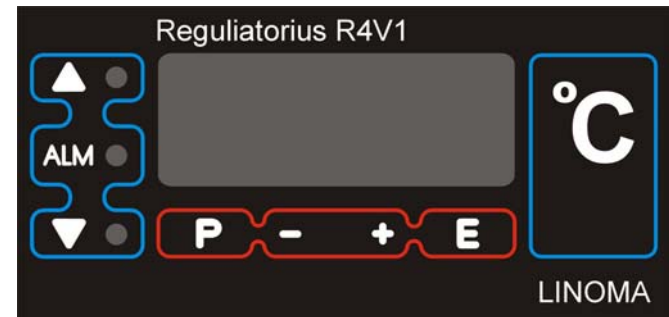 Reguliatorius R4V1
ALM
°C
P - + E
LINOMA